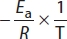 − Eₐ/R × 1/T